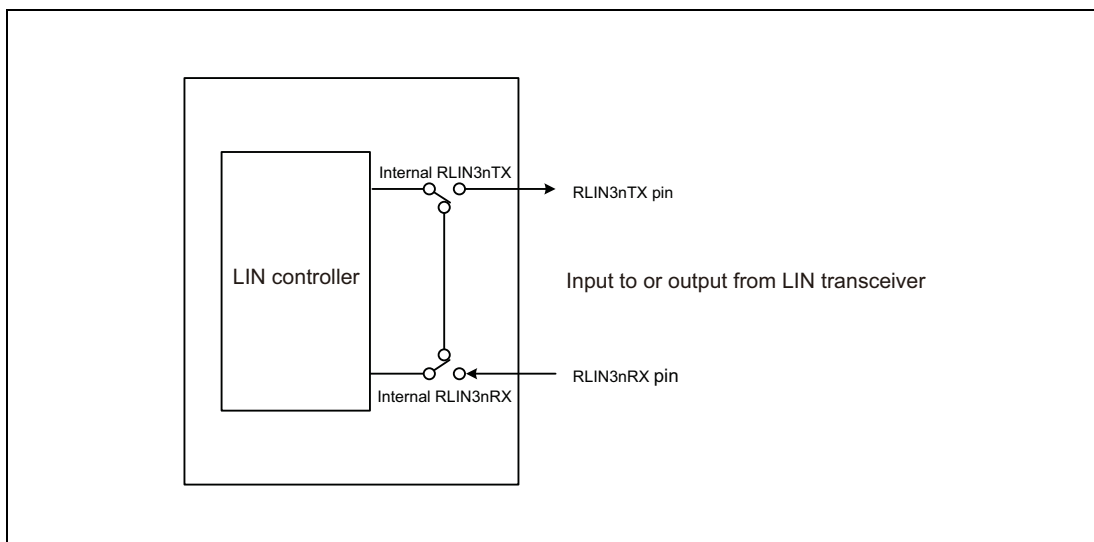 Internal RLIN3nTX
RLIN3nTX pin
LIN controller
Input to or output from LIN transceiver
RLIN3nRX pin
Internal RLIN3nRX